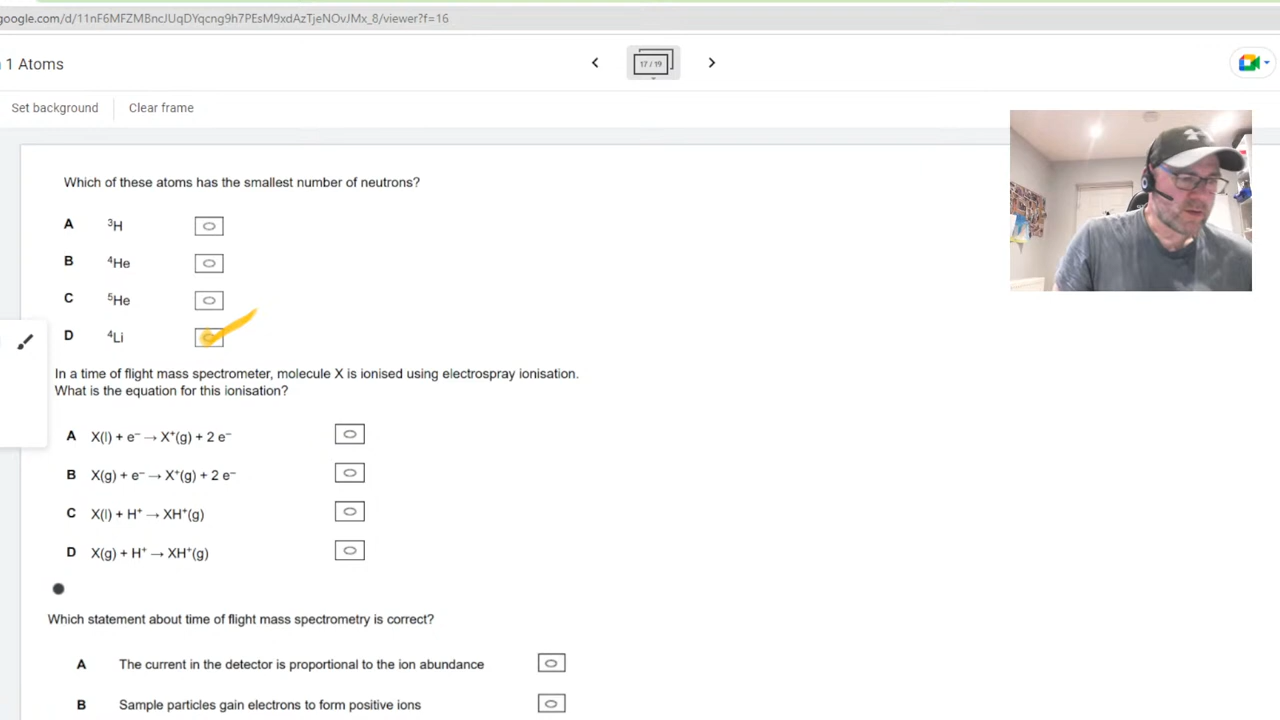 google.com/d/11nF6MFZMBncJUqDYqcng9h7PEsM9xdAzTjeNOvJMx_8/viewer?f=16
1 Atoms
17 / 19
Set background Clear frame
Which of these atoms has the smallest number of neutrons?
A ³H
B ⁴He
C ⁵He
D ⁴Li
In a time of flight mass spectrometer, molecule X is ionised using electrospray ionisation.
What is the equation for this ionisation?
A X(l) + e⁻ → X⁺(g) + 2 e⁻
B X(g) + e⁻ → X⁺(g) + 2 e⁻
C X(l) + H⁺ → XH⁺(g)
D X(g) + H⁺ → XH⁺(g)
Which statement about time of flight mass spectrometry is correct?
A The current in the detector is proportional to the ion abundance
B Sample particles gain electrons to form positive ions